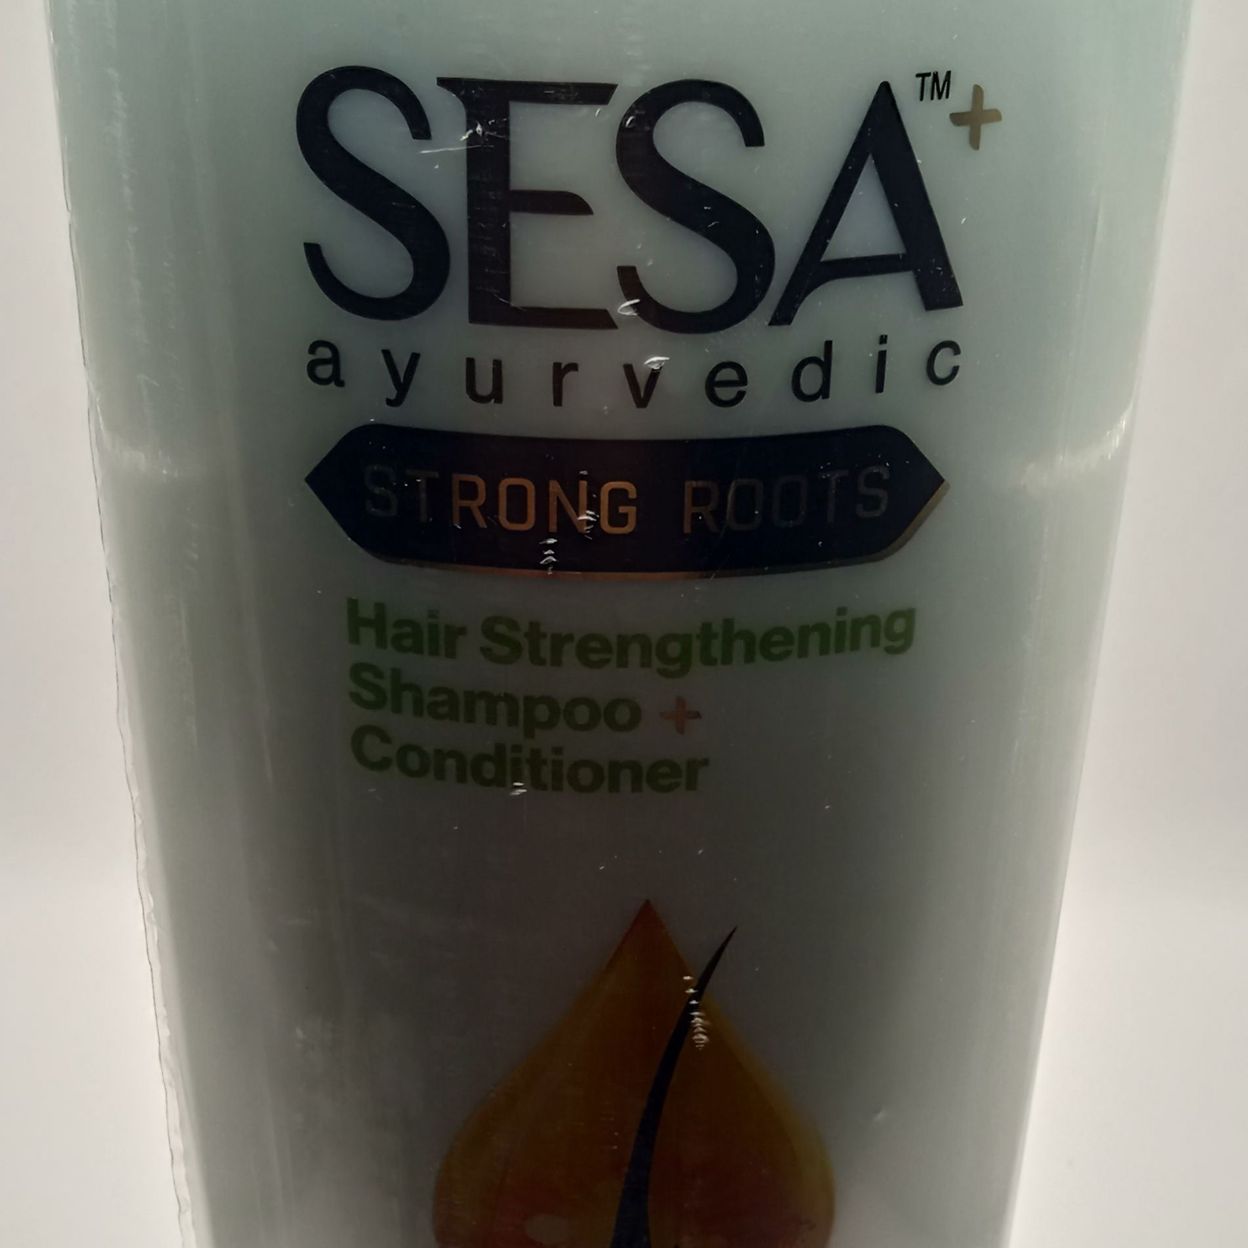 SESA™+
ayurvedic
STRONG ROOTS
Hair Strengthening
Shampoo +
Conditioner